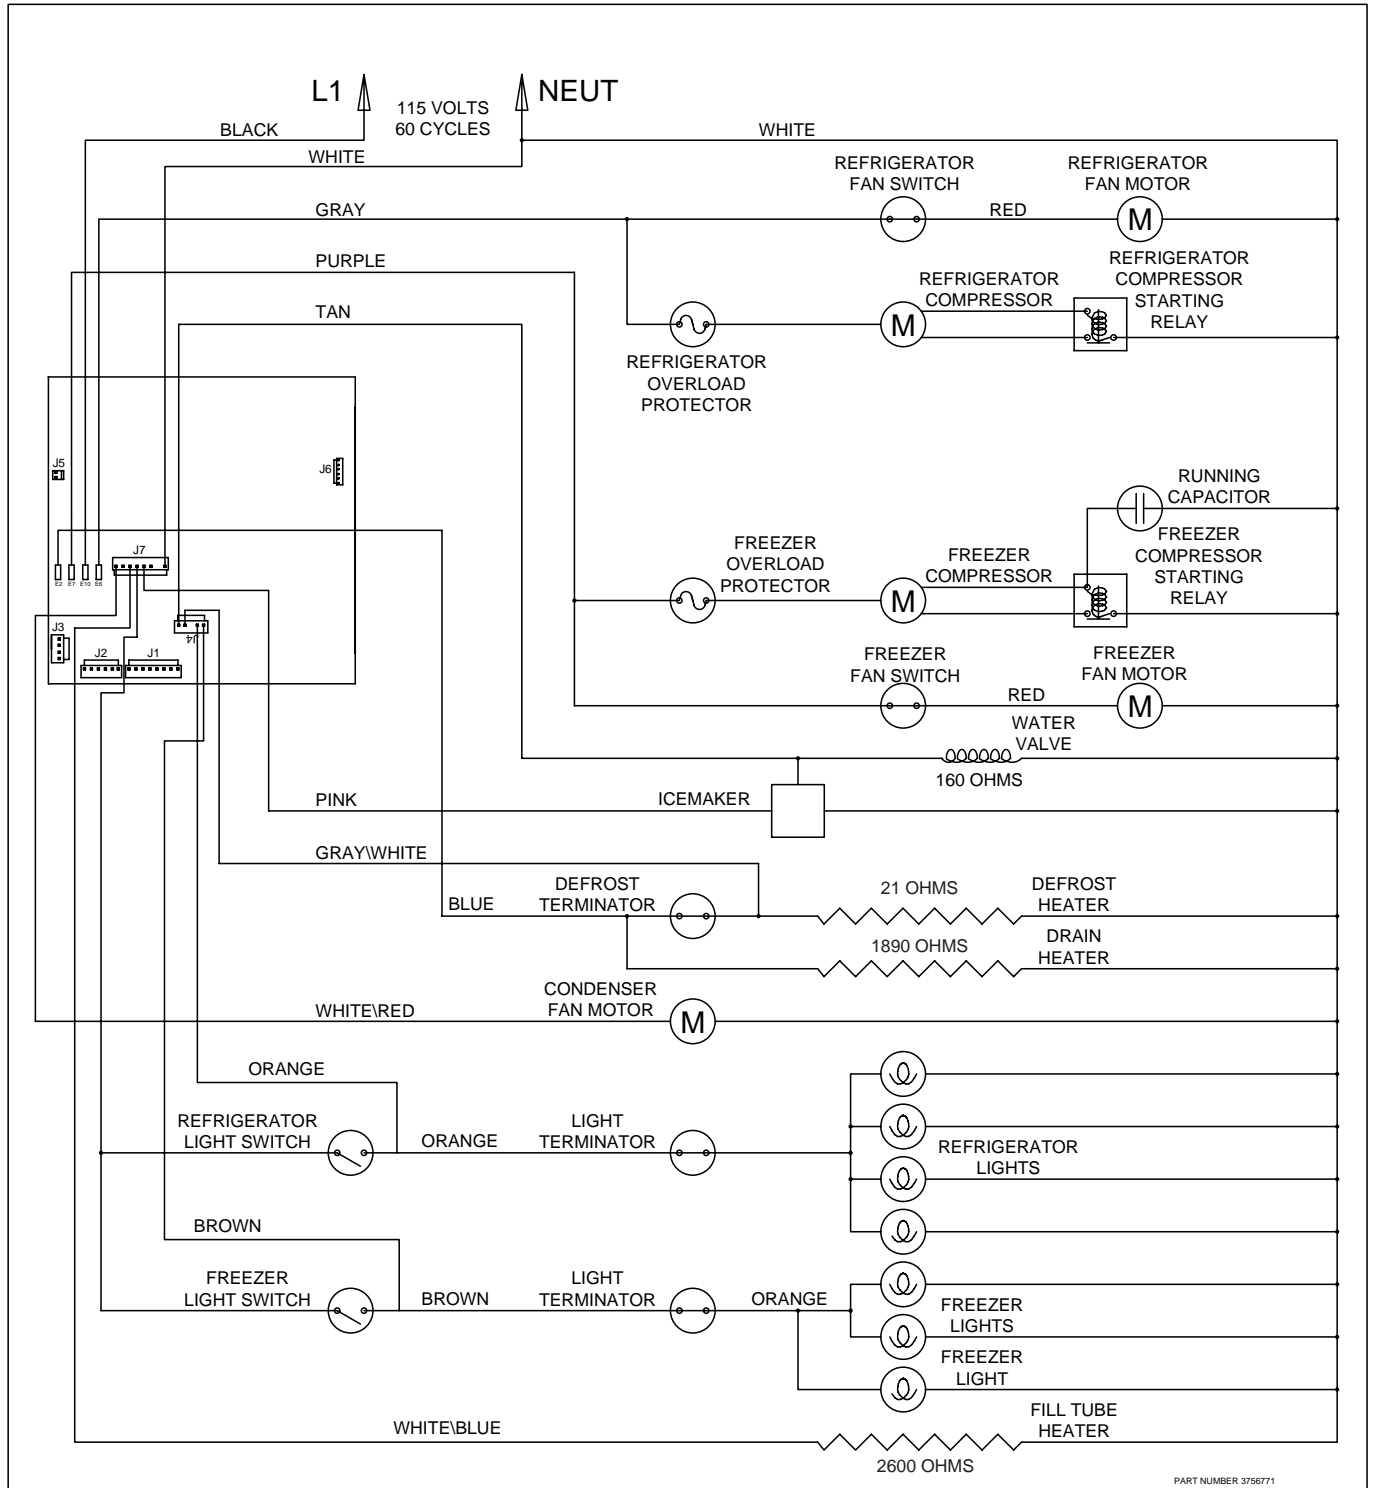 L1
115 VOLTS
60 CYCLES
NEUT
BLACK
WHITE
WHITE
REFRIGERATOR
FAN SWITCH
REFRIGERATOR
FAN MOTOR
GRAY
RED
M
PURPLE
REFRIGERATOR
COMPRESSOR
REFRIGERATOR
COMPRESSOR
STARTING
RELAY
TAN
M
REFRIGERATOR
OVERLOAD
PROTECTOR
J5
J6
RUNNING
CAPACITOR
J7
FREEZER
OVERLOAD
PROTECTOR
FREEZER
COMPRESSOR
FREEZER
COMPRESSOR
STARTING
RELAY
E2
E7
E10
E6
M
J3
J4
J2
J1
FREEZER
FAN SWITCH
FREEZER
FAN MOTOR
RED
M
WATER
VALVE
160 OHMS
PINK
ICEMAKER
GRAY\WHITE
DEFROST
TERMINATOR
21 OHMS
DEFROST
HEATER
BLUE
1890 OHMS
DRAIN
HEATER
CONDENSER
FAN MOTOR
WHITE\RED
M
ORANGE
REFRIGERATOR
LIGHT SWITCH
ORANGE
LIGHT
TERMINATOR
REFRIGERATOR
LIGHTS
BROWN
FREEZER
LIGHT SWITCH
BROWN
LIGHT
TERMINATOR
ORANGE
FREEZER
LIGHTS
FREEZER
LIGHT
WHITE\BLUE
FILL TUBE
HEATER
2600 OHMS
PART NUMBER 3756771